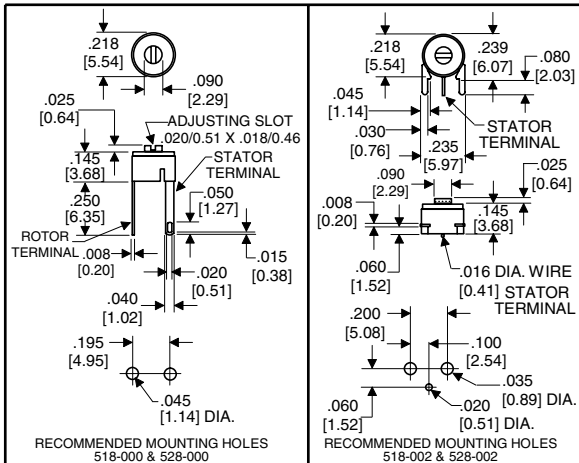 .218
[5.54]
.090
[2.29]
.025
[0.64]
ADJUSTING SLOT
.020/0.51 X .018/0.46
.145
[3.68]
STATOR
TERMINAL
.250
[6.35]
.050
[1.27]
ROTOR
TERMINAL
.008
[0.20]
.015
[0.38]
.020
[0.51]
.040
[1.02]
.195
[4.95]
.045
[1.14] DIA.
RECOMMENDED MOUNTING HOLES
518-000 & 528-000
.218
[5.54]
.239
[6.07]
.080
[2.03]
.045
[1.14]
STATOR
TERMINAL
.030
[0.76]
.235
[5.97]
.090
[2.29]
.025
[0.64]
.008
[0.20]
.145
[3.68]
.060
[1.52]
.016 DIA. WIRE
[0.41] STATOR
TERMINAL
.200
[5.08]
.100
[2.54]
.035
[0.89] DIA.
.060
[1.52]
.020
[0.51] DIA.
RECOMMENDED MOUNTING HOLES
518-002 & 528-002